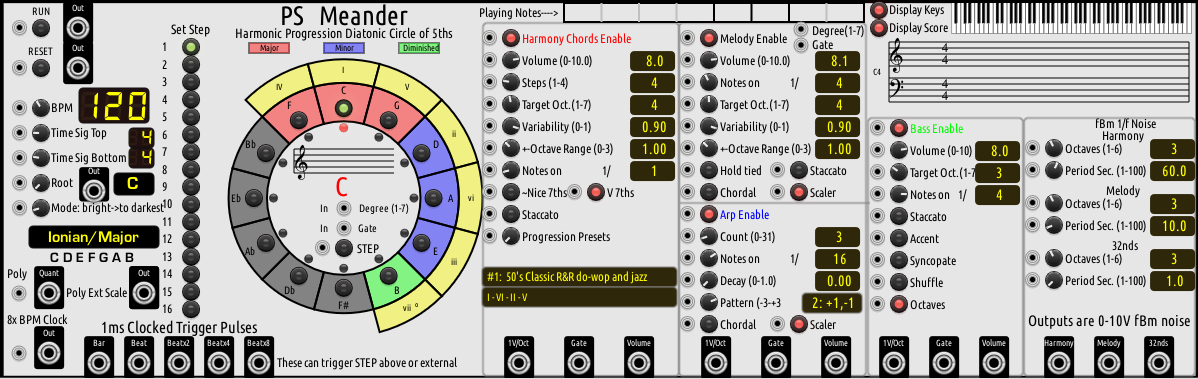 RUN
Out
RESET
Out
BPM
120
Time Sig Top
4
Time Sig Bottom
4
Root
Out
C
Mode: bright->to darkest
Ionian/Major
C D E F G A B
Poly
Quant
Poly Ext Scale
Out
8x BPM Clock
Out
Set Step
1
2
3
4
5
6
7
8
9
10
11
12
13
14
15
16
1ms Clocked Trigger Pulses
Bar
Beat
Beatx2
Beatx4
Beatx8
These can trigger STEP above or external
PS Meander
Harmonic Progression Diatonic Circle of 5ths
Major
Minor
Diminished
I
IV
V
ii
vi
iii
vii °
C
F
G
Bb
D
Eb
A
Ab
E
Db
F#
B
C
In
Degree (1-7)
In
Gate
STEP
Playing Notes---->
Harmony Chords Enable
Volume (0-10.0)
8.0
Steps (1-4)
4
Target Oct.(1-7)
4
Variability (0-1)
0.90
+-Octave Range (0-3)
1.00
Notes on 1/
1
~Nice 7ths
V 7ths
Staccato
Progression Presets
#1: 50's Classic R&R do-wop and jazz
I - VI - II - V
1V/Oct
Gate
Volume
Melody Enable
Degree(1-7)
Gate
Volume (0-10.0)
8.1
Notes on 1/
4
Target Oct.(1-7)
4
Variability (0-1)
0.90
+-Octave Range (0-3)
1.00
Hold tied
Staccato
Chordal
Scaler
Arp Enable
Count (0-31)
3
Notes on 1/
16
Decay (0-1.0)
0.00
Pattern (-3-+3
2: +1,-1
Chordal
Scaler
1V/Oct
Gate
Volume
Display Keys
Display Score
C4
4
4
4
4
Bass Enable
Volume (0-10)
8.0
Target Oct.(1-7
3
Notes on 1/
4
Staccato
Accent
Syncopate
Shuffle
Octaves
1V/Oct
Gate
Volume
fBm 1/f Noise
Harmony
Octaves (1-6)
3
Period Sec. (1-100)
60.0
Melody
Octaves (1-6)
3
Period Sec. (1-100)
10.0
32nds
Octaves (1-6)
3
Period Sec. (1-100)
1.0
Outputs are 0-10V fBm noise
Harmony
Melody
32nds